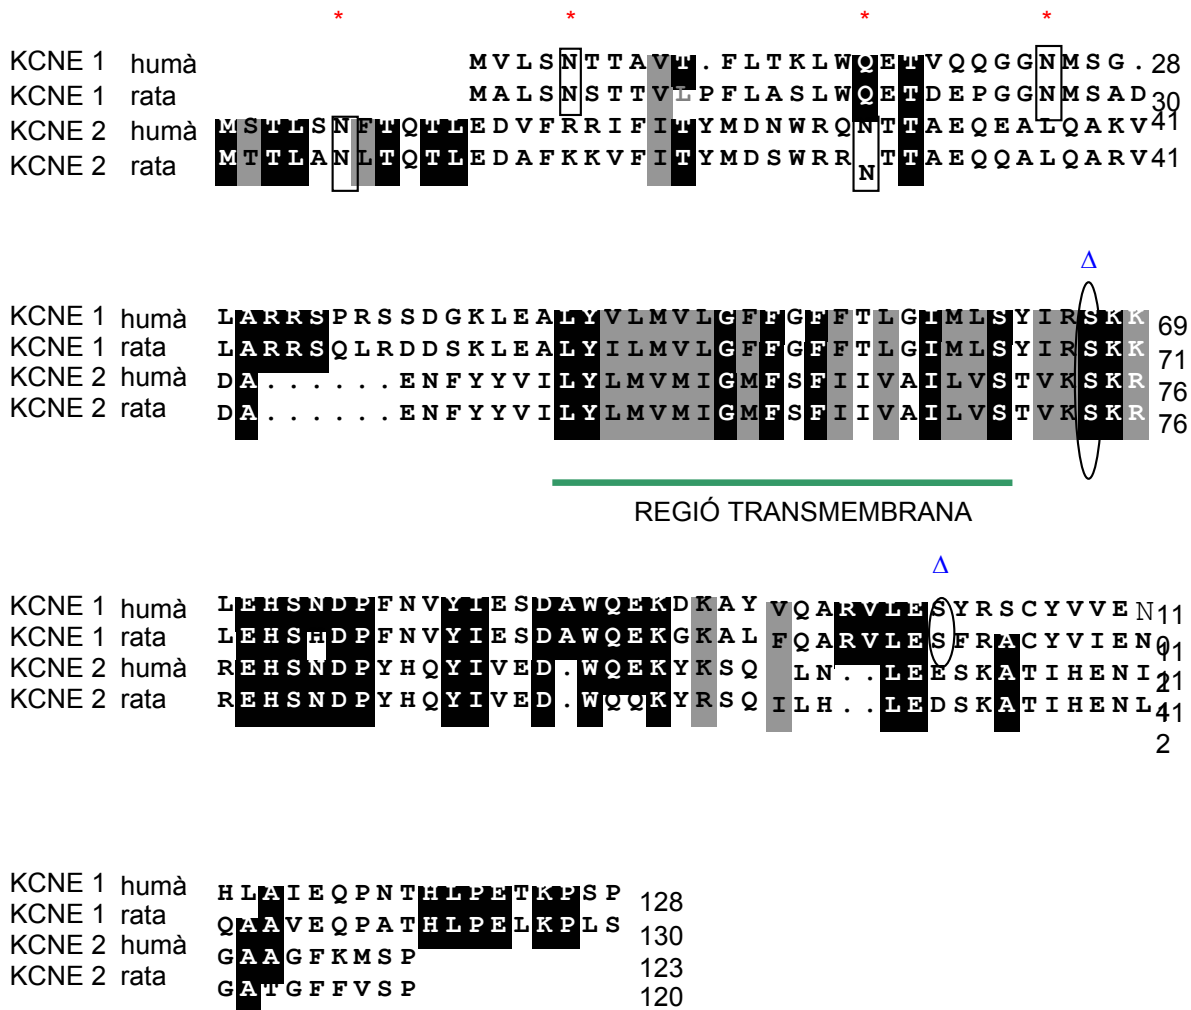 * * * *
KCNE 1 humà MVLSNTTAVT.FLTKLWQETVQQGGNMSG. 28
KCNE 1 rata MALSNSTTVLPFLASLWQETDEPGGNMSAD 30
KCNE 2 humà MSTLSNFTQTLEDVFRRIFITYMDNWRQNTTAEQEALQAKV 41
KCNE 2 rata MTTLANLTQTLEDAFKKVFITYMDSWRRNTTAEQQALQARV 41
Δ
KCNE 1 humà LARRSPRSSDGKLEALYVLMVLGFFGFFTLGIMLSYIRSKK 69
KCNE 1 rata LARRSQLRDDSKLEALYILMVLGFFGFFTLGIMLSYIRSKK 71
KCNE 2 humà DA......ENFYYVILYLMVMIGMFSFIIVAILVSTVKSKR 76
KCNE 2 rata DA......ENFYYVILYLMVMIGMFSFIIVAILVSTVKSKR 76
REGIÓ TRANSMEMBRANA
Δ
KCNE 1 humà LEHSNDPFNVYIESDAWQEKDKAYVQARVLESYRSCYVVEN 11
KCNE 1 rata LEHSHDPFNVYIESDAWQEKGKALFQARVLESFRACYVIEN
KCNE 2 humà REHSNDPYHQYIVED.WQEKYKSQ LN..LEESKATIHENI
KCNE 2 rata REHSNDPYHQYIVED.WQQKYRSQILH..LEDSKATIHENL
2
KCNE 1 humà HLAIEQPNTHLPETKPSP 128
KCNE 1 rata QAAVEQPATHLPELKPLS 130
KCNE 2 humà GAAGFKMSP 123
KCNE 2 rata GATGFFVSP 120